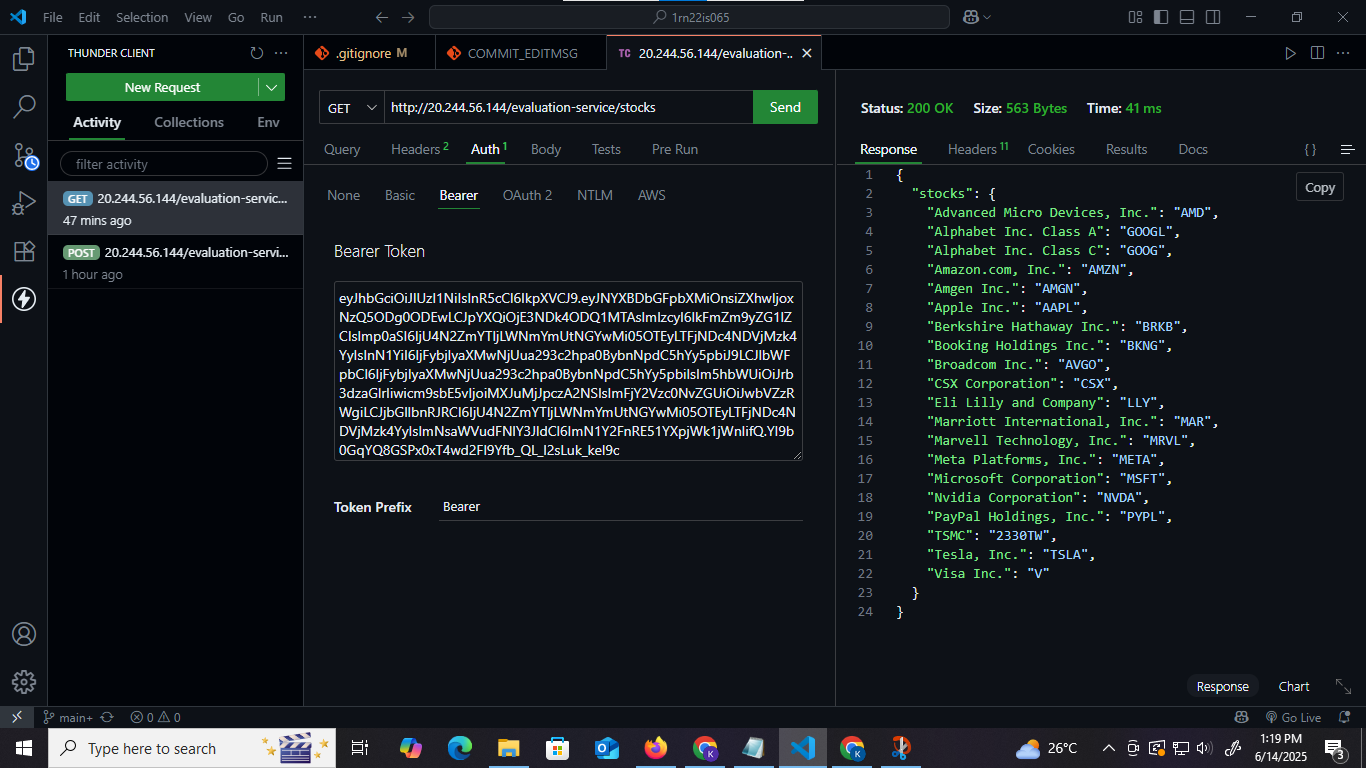 File Edit Selection View Go Run ···
1rn22is065
THUNDER CLIENT
New Request
Activity Collections Env
filter activity
GET 20.244.56.144/evaluation-servic...
47 mins ago
POST 20.244.56.144/evaluation-servi...
1 hour ago
.gitignore M
COMMIT_EDITMSG
TC 20.244.56.144/evaluation-..
GET http://20.244.56.144/evaluation-service/stocks Send
Query Headers 2 Auth 1 Body Tests Pre Run
None Basic Bearer OAuth 2 NTLM AWS
Bearer Token
Token Prefix Bearer
Status: 200 OK Size: 563 Bytes Time: 41 ms
Response Headers 11 Cookies Results Docs { }
Copy
1 {
2 "stocks": {
3 "Advanced Micro Devices, Inc.": "AMD",
4 "Alphabet Inc. Class A": "GOOGL",
5 "Alphabet Inc. Class C": "GOOG",
6 "Amazon.com, Inc.": "AMZN",
7 "Amgen Inc.": "AMGN",
8 "Apple Inc.": "AAPL",
9 "Berkshire Hathaway Inc.": "BRKB",
10 "Booking Holdings Inc.": "BKNG",
11 "Broadcom Inc.": "AVGO",
12 "CSX Corporation": "CSX",
13 "Eli Lilly and Company": "LLY",
14 "Marriott International, Inc.": "MAR",
15 "Marvell Technology, Inc.": "MRVL",
16 "Meta Platforms, Inc.": "META",
17 "Microsoft Corporation": "MSFT",
18 "Nvidia Corporation": "NVDA",
19 "PayPal Holdings, Inc.": "PYPL",
20 "TSMC": "2330TW",
21 "Tesla, Inc.": "TSLA",
22 "Visa Inc.": "V"
23 }
24 }
Response Chart
main+ 0 0 Go Live
Type here to search
26°C
1:19 PM
6/14/2025
3